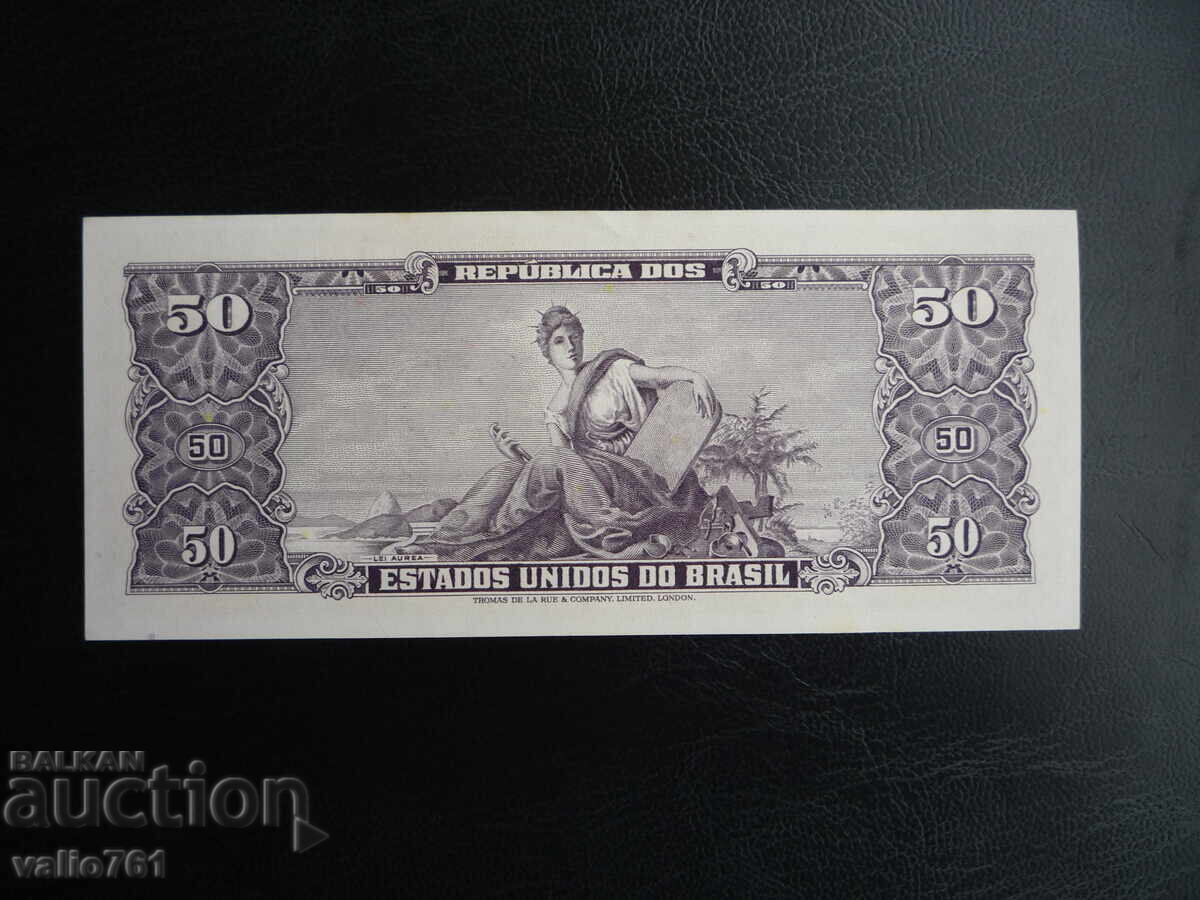 REPÚBLICA DOS
50 50
50 50
50 50
50 50
LEI AUREA
ESTADOS UNIDOS DO BRASIL
TROMAS DE LA RUE & COMPANY, LIMITED, LONDON.
BALKAN
auction
valio761